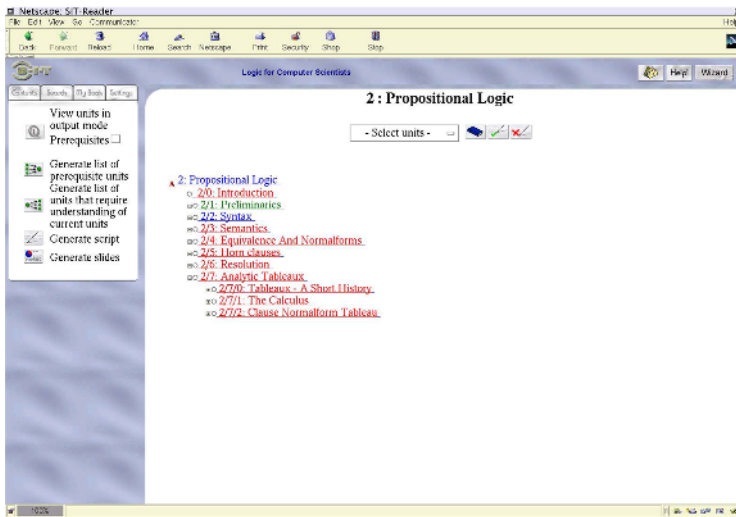 Netscape: SIT-Reader
File Edit View Go Communicator Help
Back Forward Reload Home Search Netscape Print Security Shop Stop
Logic for Computer Scientists
Help! Wizard
Contents Search My Book Settings
2 : Propositional Logic
View units in
output mode
Prerequisites
- Select units -
Generate list of
prerequisite units
Generate list of
units that require
understanding of
current units
Generate script
Generate slides
2: Propositional Logic
2/0: Introduction
2/1: Preliminaries
2/2: Syntax
2/3: Semantics
2/4: Equivalence And Normalforms
2/5: Horn clauses
2/6: Resolution
2/7: Analytic Tableaux
2/7/0: Tableaux - A Short History
2/7/1: The Calculus
2/7/2: Clause Normalform Tableau
100%